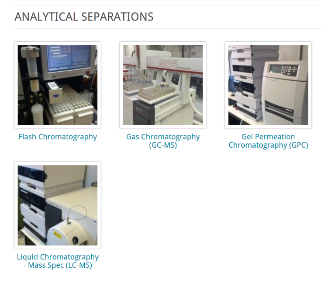 ANALYTICAL SEPARATIONS
Flash Chromatography
Gas Chromatography
(GC-MS)
Gel Permeation
Chromatography (GPC)
Liquid Chromatography
- Mass Spec (LC-MS)